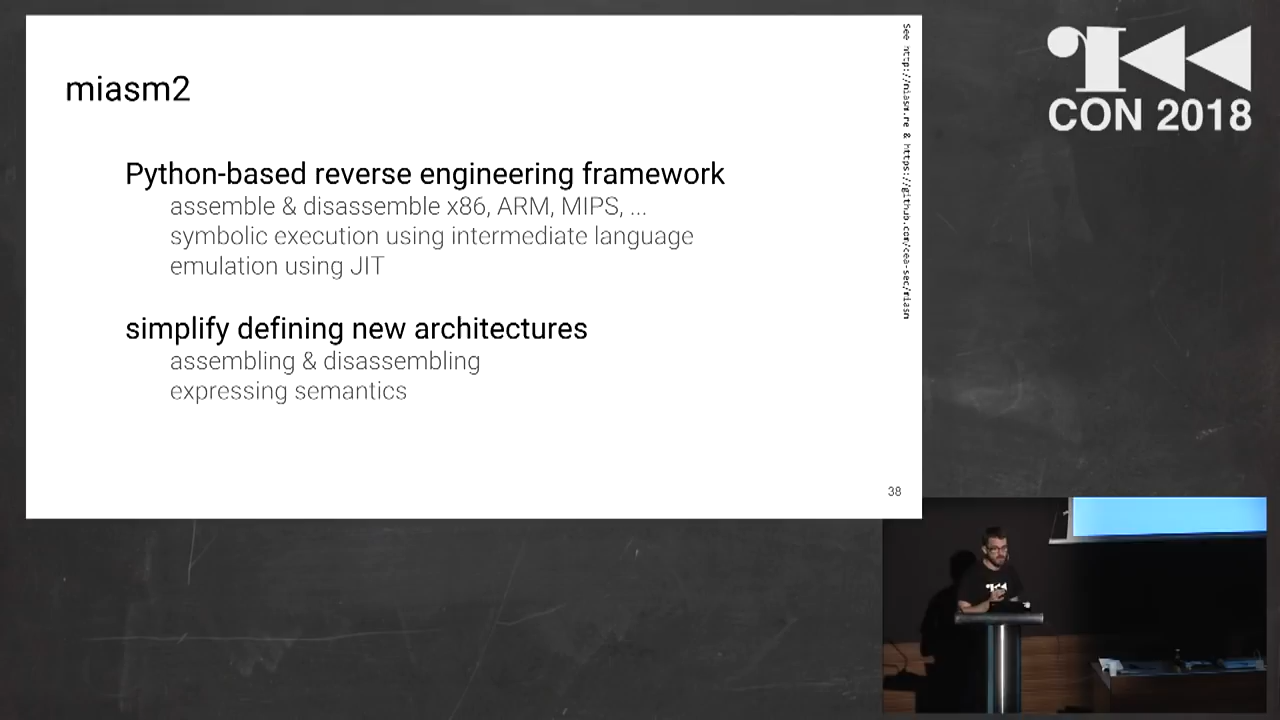 miasm2
Python-based reverse engineering framework
assemble & disassemble x86, ARM, MIPS, ...
symbolic execution using intermediate language
emulation using JIT
simplify defining new architectures
assembling & disassembling
expressing semantics
38
See http://miasm.re & https://github.com/cea-sec/miasm
CON 2018